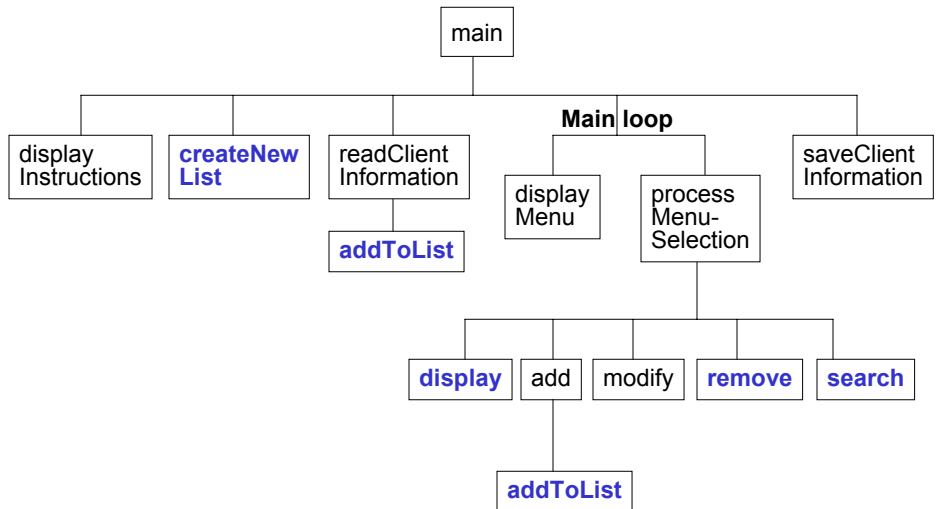 main
Main loop
display
Instructions
createNew
List
readClient
Information
saveClient
Information
display
Menu
process
Menu-
Selection
addToList
display
add
modify
remove
search
addToList